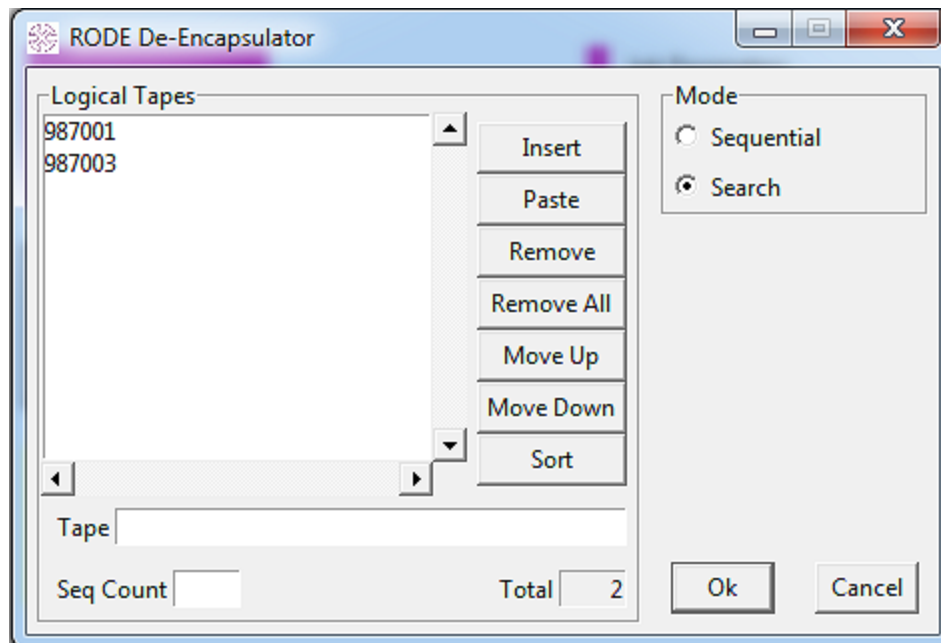 RODE De-Encapsulator
Logical Tapes
987001
987003
Insert
Paste
Remove
Remove All
Move Up
Move Down
Sort
Tape
Seq Count
Total 2
Mode
Sequential
Search
Ok
Cancel